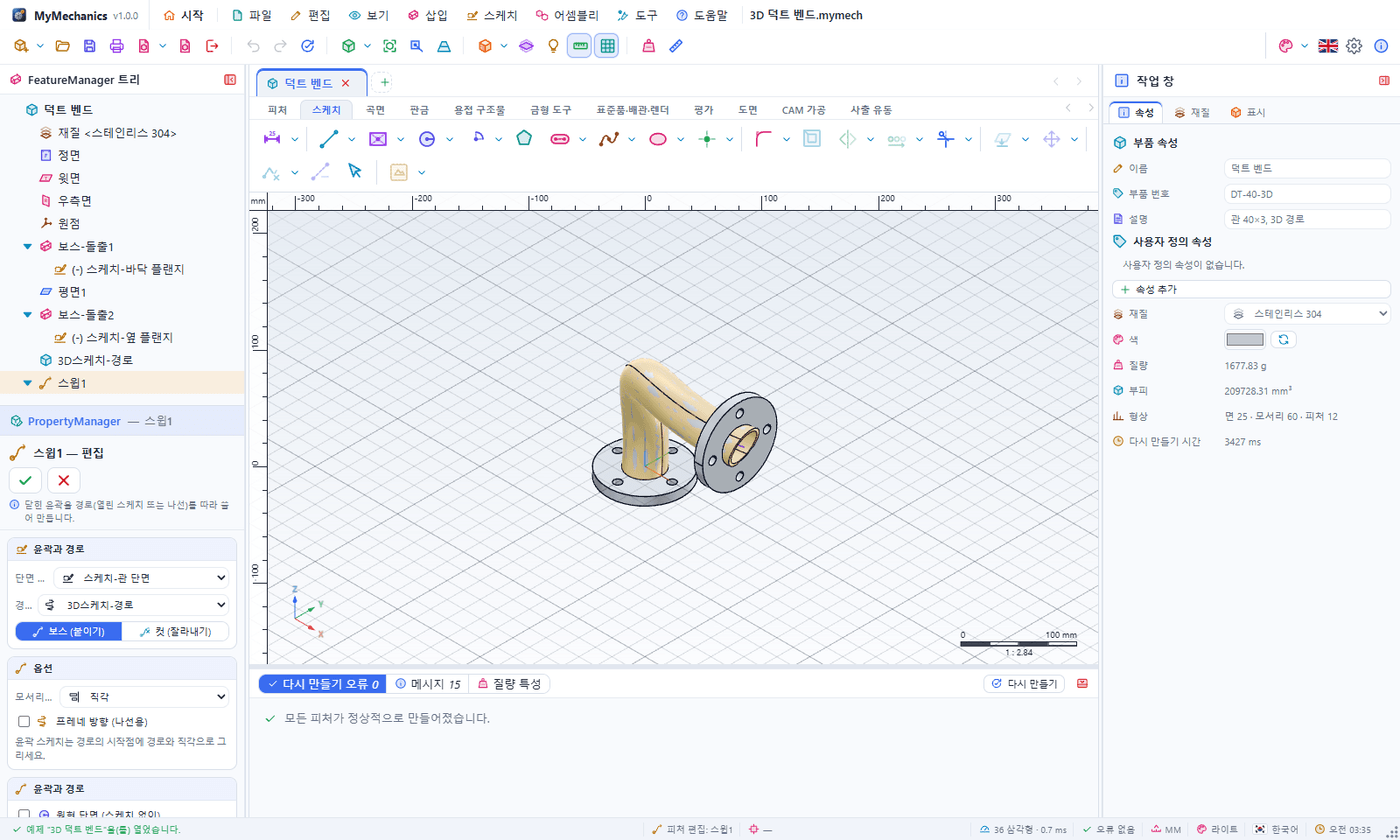 MyMechanics v1.0.0 시작 파일 편집 보기 삽입 스케치 어셈블리 도구 도움말 3D 덕트 벤드.mymech
FeatureManager 트리
덕트 벤드
재질 <스테인리스 304>
정면
윗면
우측면
원점
보스-돌출1
(-) 스케치-바닥 플랜지
평면1
보스-돌출2
(-) 스케치-옆 플랜지
3D스케치-경로
스윕1
PropertyManager — 스윕1
스윕1 — 편집
닫힌 윤곽을 경로(열린 스케치 또는 나선)를 따라 쓸
어 만듭니다.
윤곽과 경로
단면 ... 스케치-관 단면
경... 3D스케치-경로
보스 (붙이기) 컷 (잘라내기)
옵션
모서리... 직각
프레네 방향 (나선용)
윤곽 스케치는 경로의 시작점에 경로와 직각으로 그
리세요.
윤곽과 경로
원형 단면 (스케치 없이)
덕트 벤드
피처 스케치 곡면 판금 용접 구조물 금형 도구 표준품·배관·렌더 평가 도면 CAM 가공 사출 유동
25
mm -300 -200 -100 0 100 200 300
200
100
0
-100
Z
Y
X
0 100 mm
1 : 2.84
다시 만들기 오류 0 메시지 15 질량 특성 다시 만들기
모든 피처가 정상적으로 만들어졌습니다.
작업 창
속성 재질 표시
부품 속성
이름 덕트 벤드
부품 번호 DT-40-3D
설명 관 40×3, 3D 경로
사용자 정의 속성
사용자 정의 속성이 없습니다.
속성 추가
재질 스테인리스 304
색
질량 1677.83 g
부피 209728.31 mm³
형상 면 25 · 모서리 60 · 피처 12
다시 만들기 시간 3427 ms
예제 "3D 덕트 벤드"을(를) 열었습니다. 피처 편집: 스윕1 — 36 삼각형 · 0.7 ms 오류 없음 MM 라이트 한국어 오전 03:35